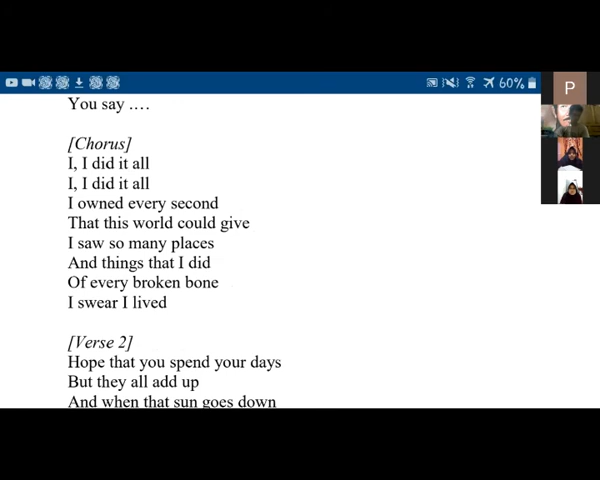 60%
P
You say ….
[Chorus]
I, I did it all
I, I did it all
I owned every second
That this world could give
I saw so many places
And things that I did
Of every broken bone
I swear I lived
[Verse 2]
Hope that you spend your days
But they all add up
And when that sun goes down